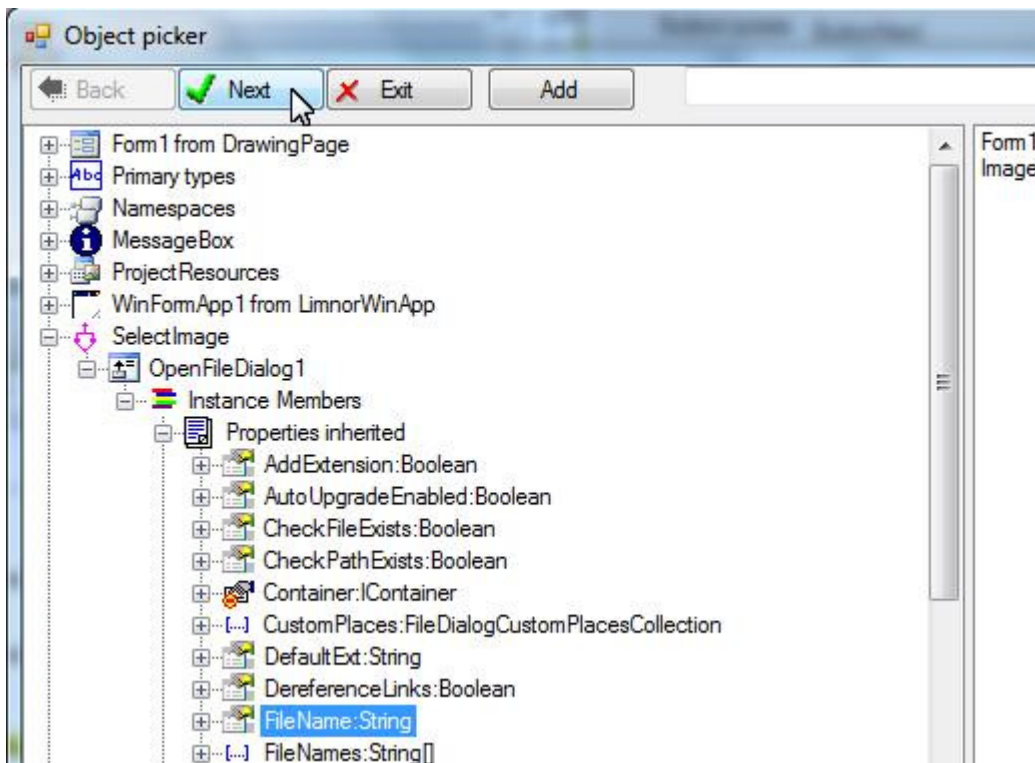 Object picker
Back Next Exit Add
Form1 from DrawingPage
Abc Primary types
Namespaces
MessageBox
ProjectResources
WinFormApp1 from LimnorWinApp
SelectImage
OpenFileDialog1
Instance Members
Properties inherited
AddExtension:Boolean
AutoUpgradeEnabled:Boolean
CheckFileExists:Boolean
CheckPathExists:Boolean
Container:IContainer
CustomPlaces:FileDialogCustomPlacesCollection
DefaultExt:String
DereferenceLinks:Boolean
FileName:String
FileNames:String[]
Form1
Image